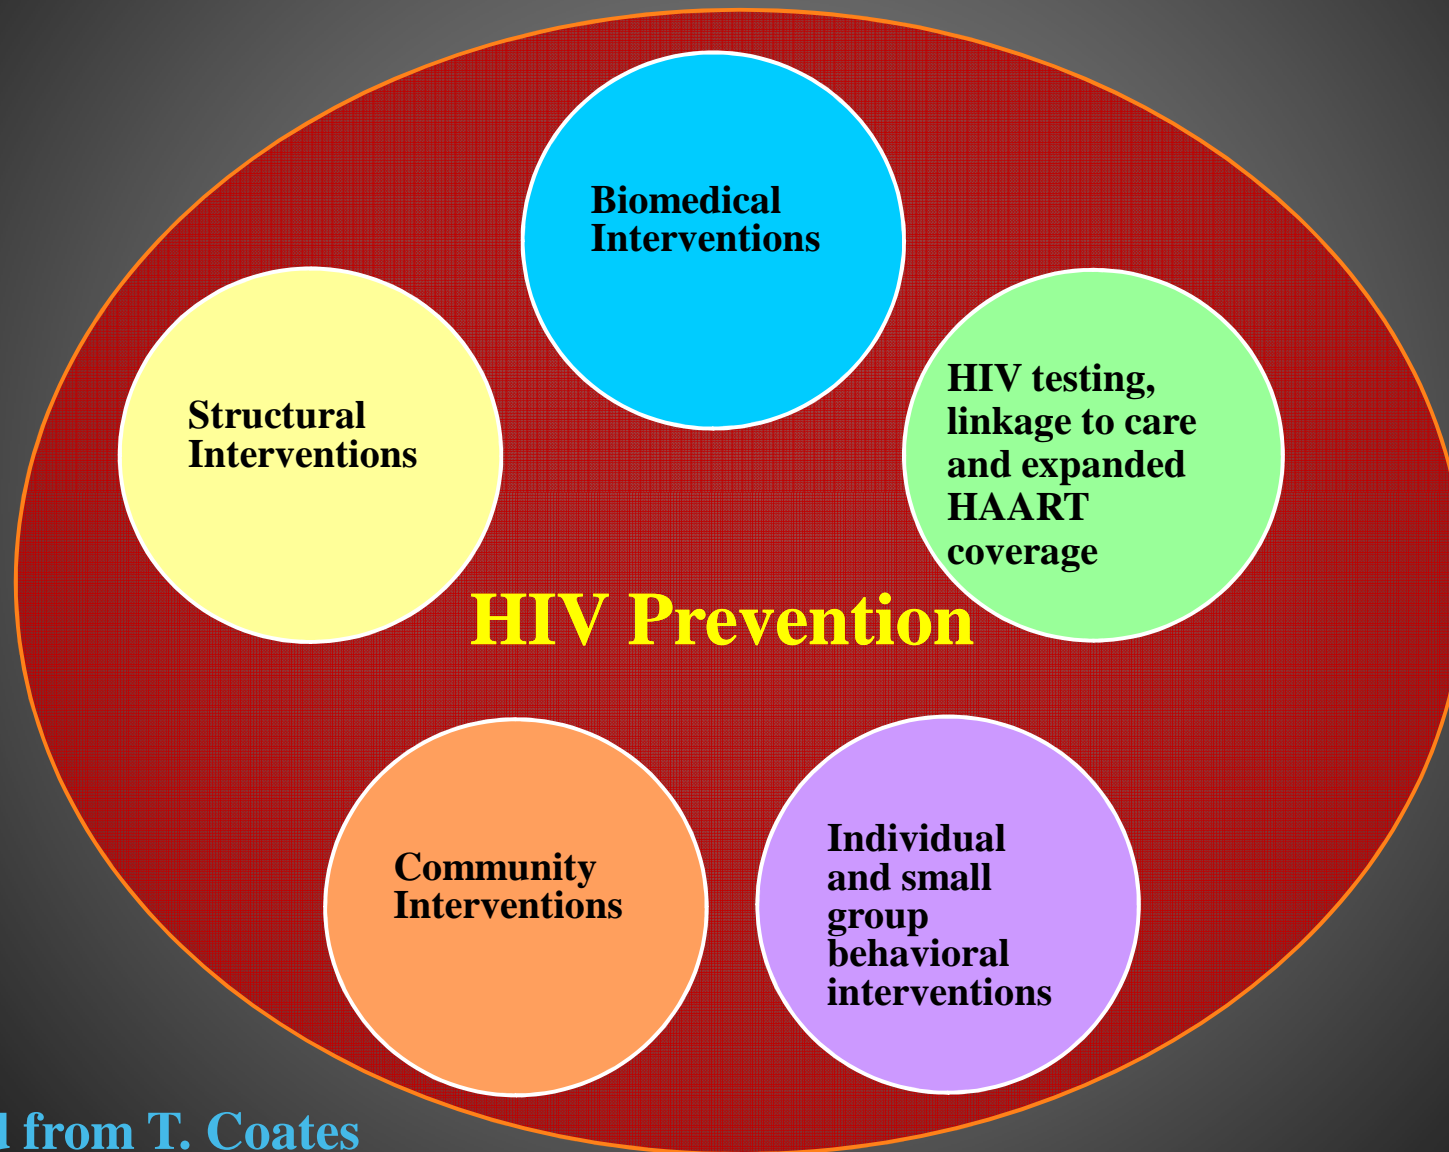 Biomedical
Interventions
Structural
Interventions
HIV testing,
linkage to care
and expanded
HAART
coverage
HIV Prevention
Community
Interventions
Individual
and small
group
behavioral
interventions
from T. Coates